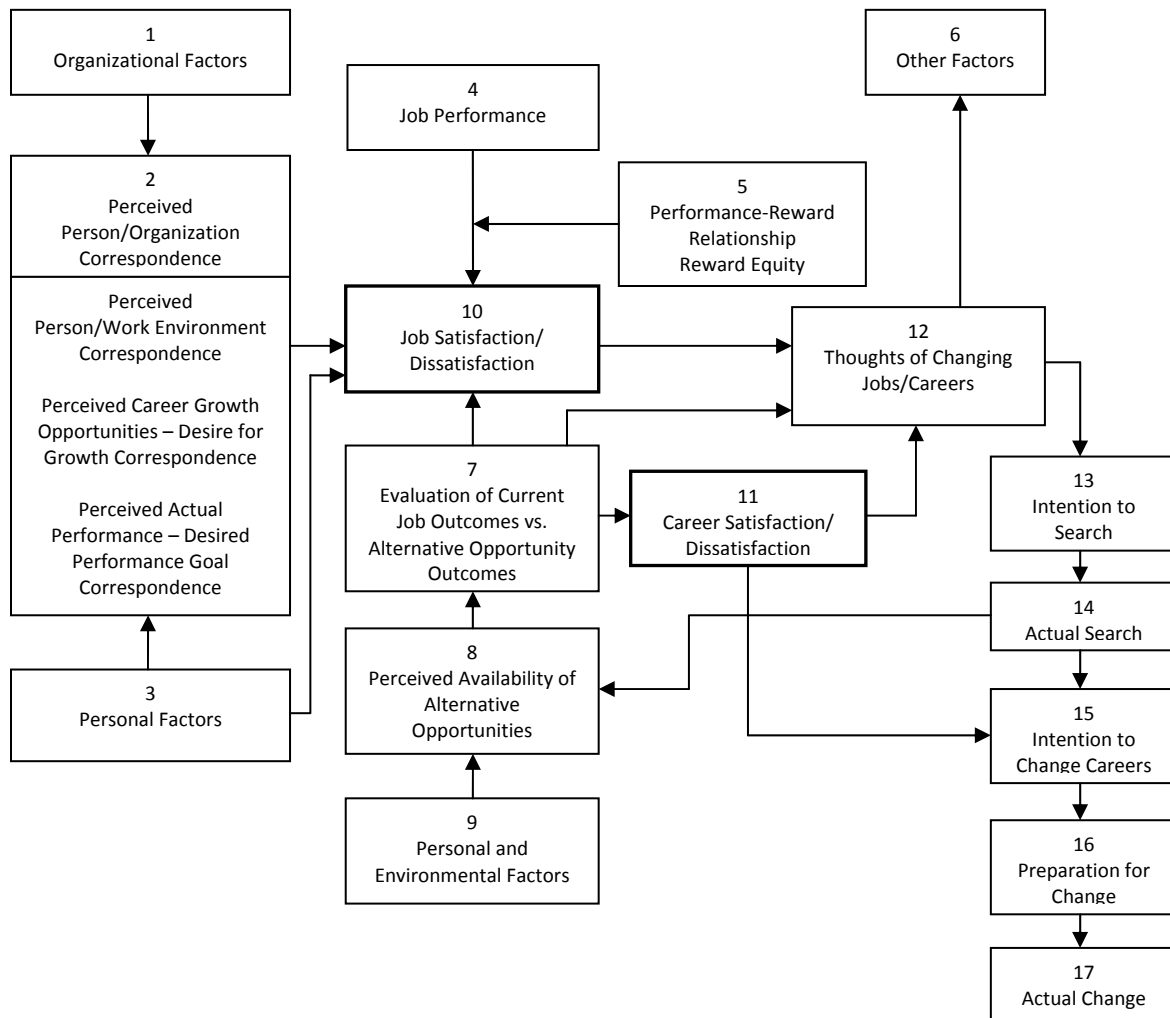 1
Organizational Factors
2
Perceived
Person/Organization
Correspondence
Perceived
Person/Work Environment
Correspondence
Perceived Career Growth
Opportunities – Desire for
Growth Correspondence
Perceived Actual
Performance – Desired
Performance Goal
Correspondence
3
Personal Factors
4
Job Performance
5
Performance-Reward
Relationship
Reward Equity
6
Other Factors
10
Job Satisfaction/
Dissatisfaction
7
Evaluation of Current
Job Outcomes vs.
Alternative Opportunity
Outcomes
8
Perceived Availability of
Alternative
Opportunities
9
Personal and
Environmental Factors
11
Career Satisfaction/
Dissatisfaction
12
Thoughts of Changing
Jobs/Careers
13
Intention to
Search
14
Actual Search
15
Intention to
Change Careers
16
Preparation for
Change
17
Actual Change